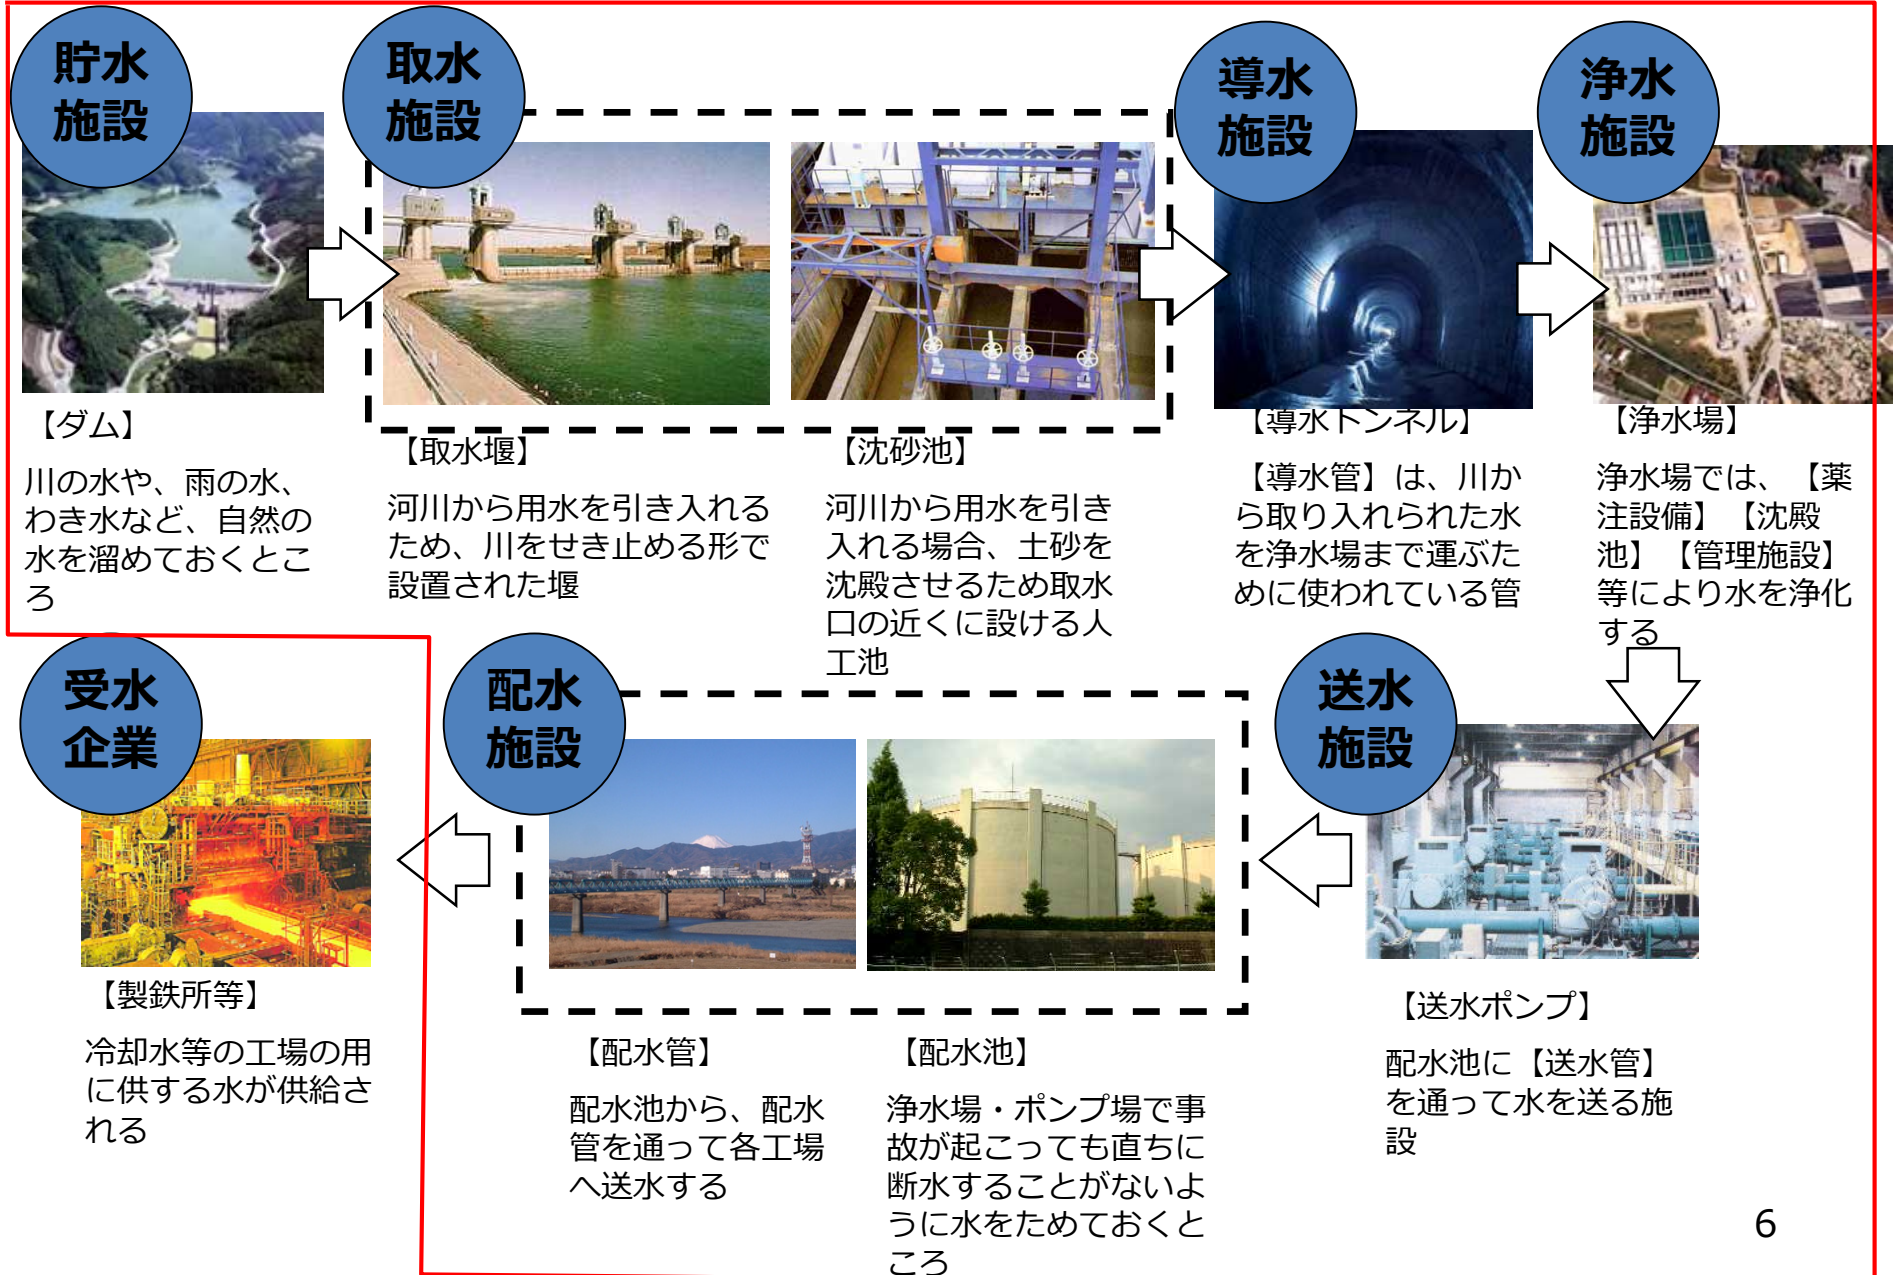 貯水
施設
【ダム】
川の水や、雨の水、
わき水など、自然の
水を溜めておくとこ
ろ
取水
施設
【取水堰】
河川から用水を引き入れる
ため、川をせき止める形で
設置された堰
【沈砂池】
河川から用水を引き
入れる場合、土砂を
沈殿させるため取水
口の近くに設ける人
工池
導水
施設
【導水トンネル】
【導水管】は、川か
ら取り入れられた水
を浄水場まで運ぶた
めに使われている管
浄水
施設
【浄水場】
浄水場では、【薬
注設備】【沈殿
池】【管理施設】
等により水を浄化
する
送水
施設
【送水ポンプ】
配水池に【送水管】
を通って水を送る施
設
配水
施設
【配水管】
配水池から、配水
管を通って各工場
へ送水する
【配水池】
浄水場・ポンプ場で事
故が起こっても直ちに
断水することがないよ
うに水をためておくと
ころ
受水
企業
【製鉄所等】
冷却水等の工場の用
に供する水が供給さ
れる
6